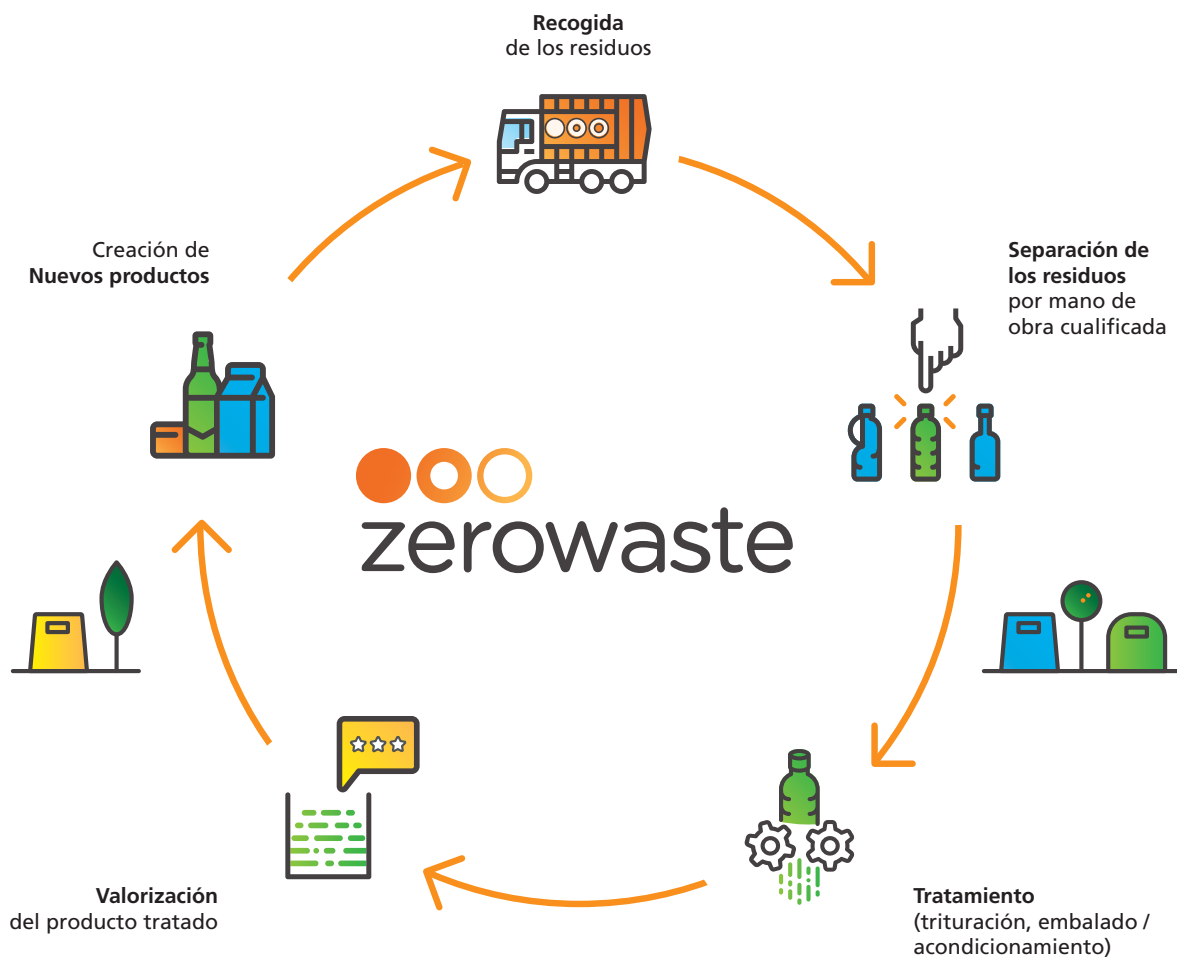 Recogida
de los residuos
Creación de
Nuevos productos
Separación de
los residuos
por mano de
obra cualificada
zerowaste
Valorización
del producto tratado
Tratamiento
(trituración, embalado /
acondicionamiento)